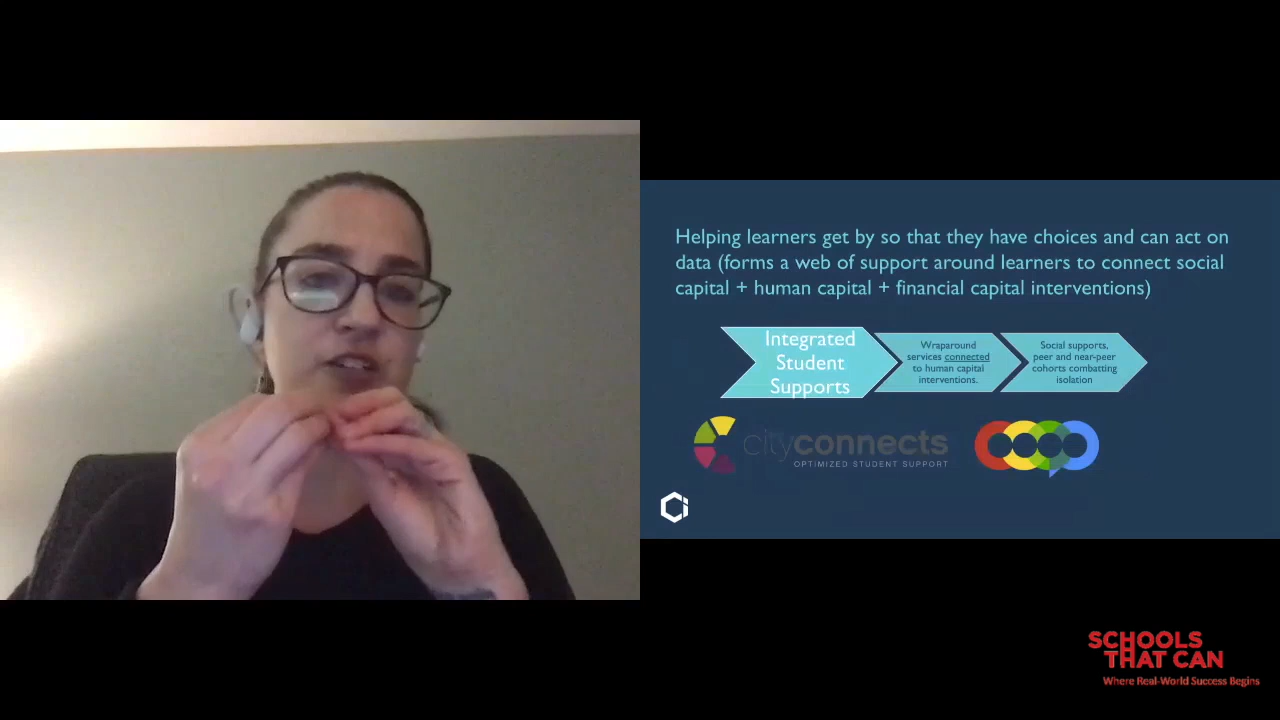 Helping learners get by so that they have choices and can act on
data (forms a web of support around learners to connect social
capital + human capital + financial capital interventions)
Integrated
Student
Supports
Wraparound
services connected
to human capital
interventions.
Social supports,
peer and near-peer
cohorts combatting
isolation
cityconnects
OPTIMIZED STUDENT SUPPORT
coop
Ci
SCHOOLS
THAT CAN
Where Real-World Success Begins